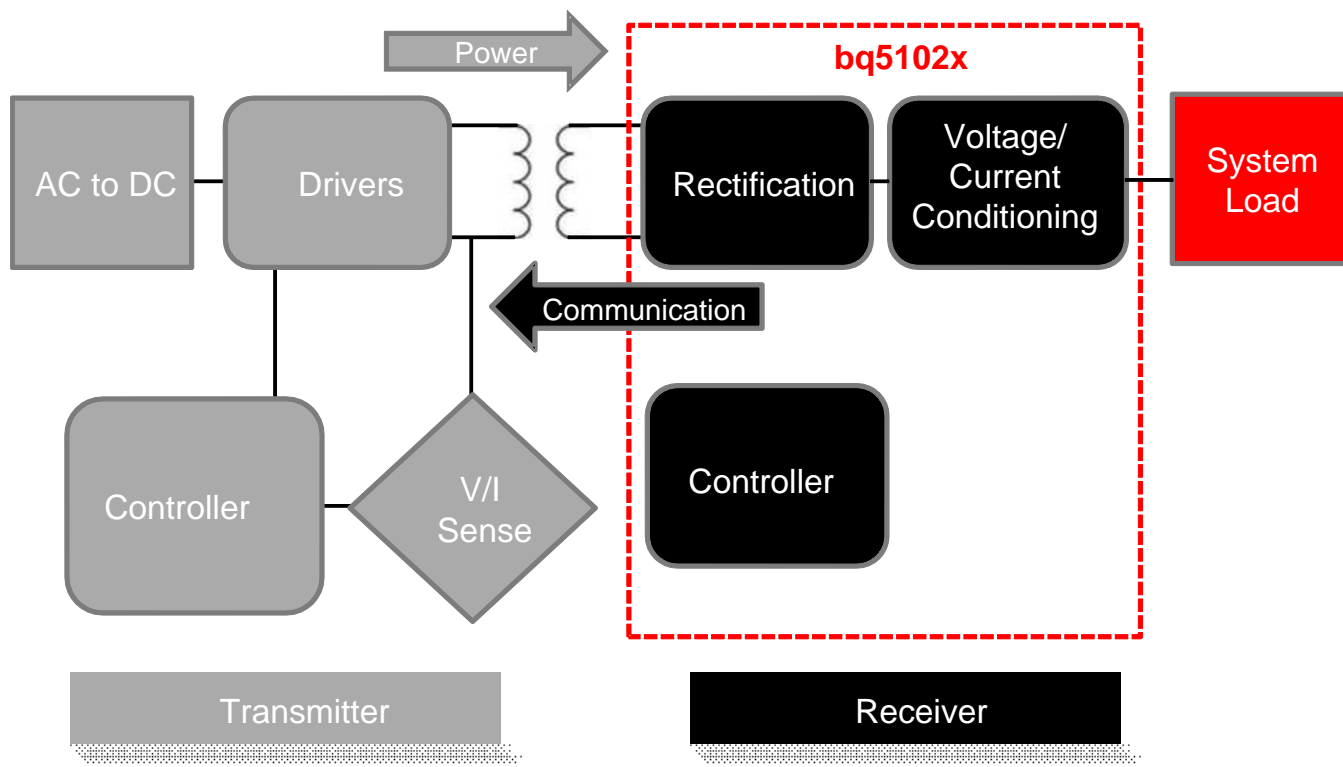 Power
bq5102x
AC to DC
Drivers
Rectification
Voltage/
Current
Conditioning
System
Load
Communication
Controller
V/I
Sense
Controller
Transmitter
Receiver